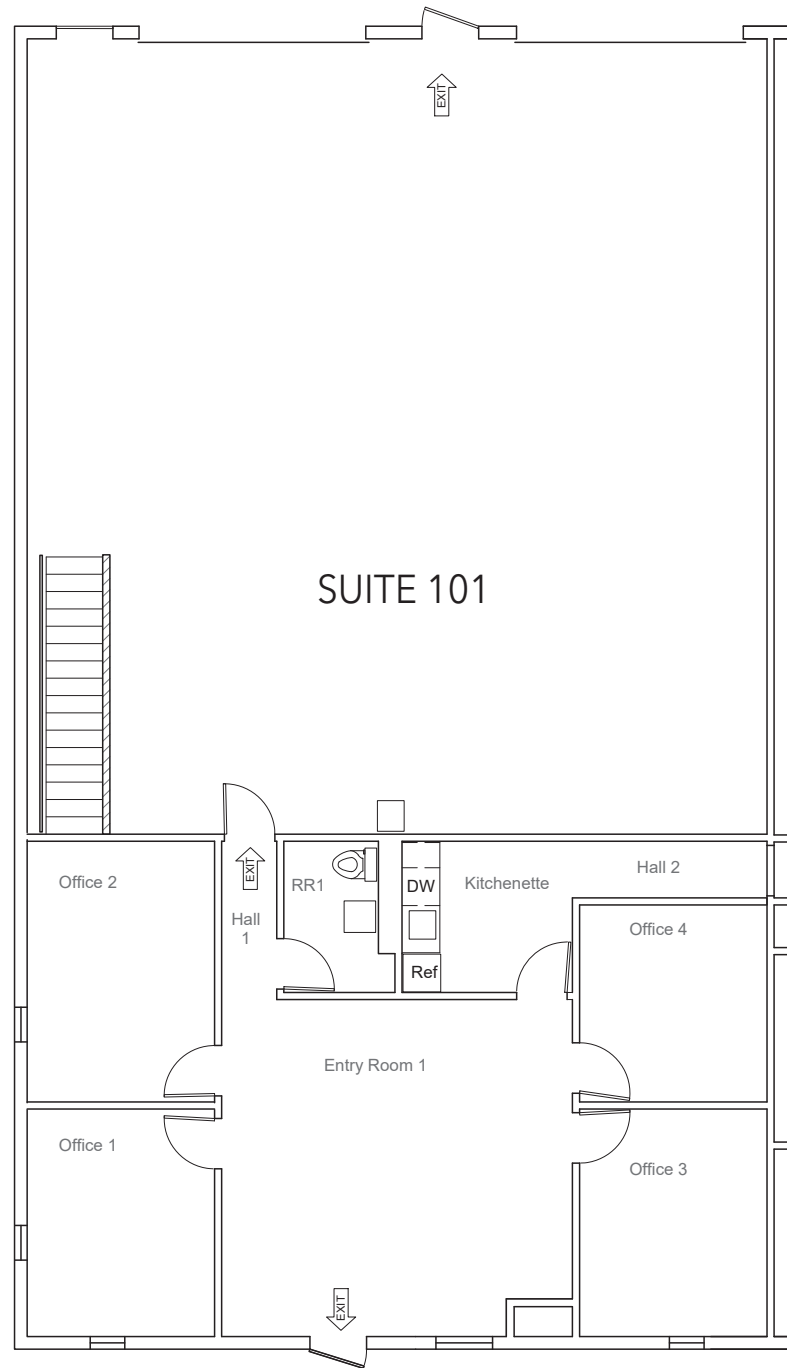 EXIT
SUITE 101
Office 2
EXIT
RR1
DW
Kitchenette
Hall 2
Hall
1
Office 4
Ref
Entry Room 1
Office 1
Office 3
EXIT